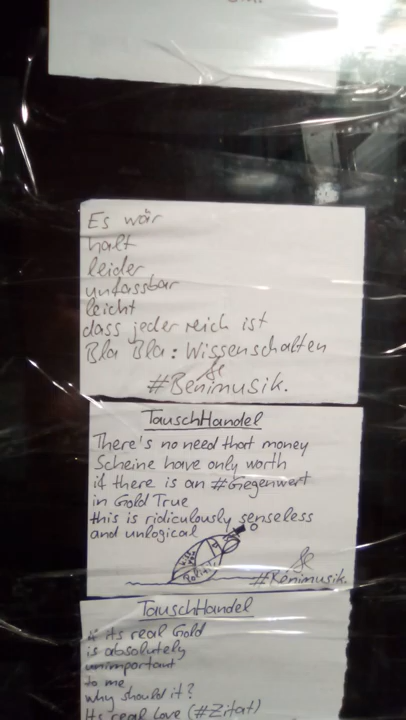 Es wär
halt
leider
unfassbar
leicht
dass jeder reich ist
Bla Bla: Wissenschalten
#Benimusik.
TauschHandel
There's no need that money
Scheine have only worth
if there is an #Gegenwert
in Gold True
this is ridiculously senseless
and unlogical
#Benimusik.
TauschHandel
if its real Gold
is absolutely
unimportant
to me
why should it?
Its real Love (#Zitat)